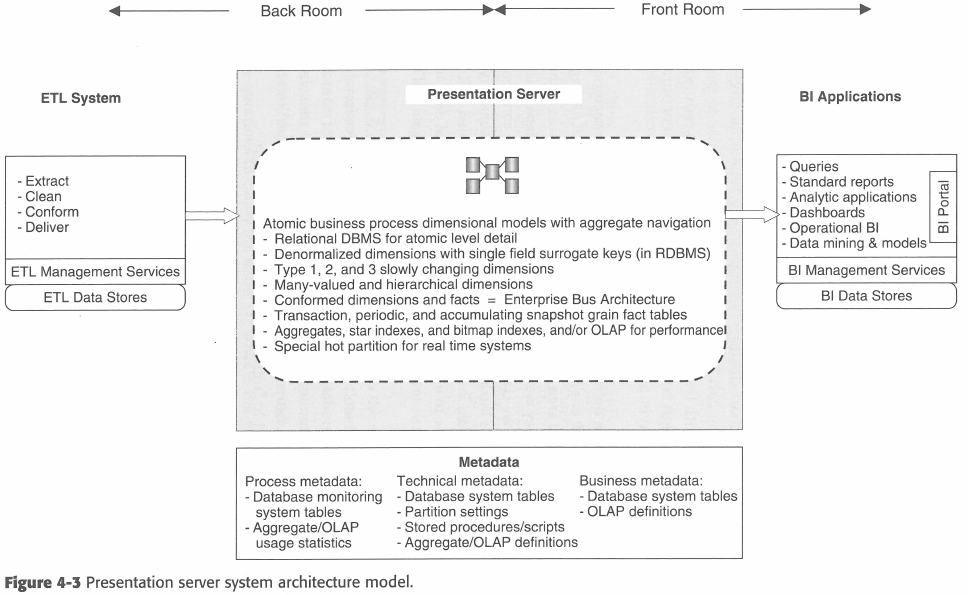 Back Room
Front Room
ETL System
Presentation Server
BI Applications
- Extract
- Clean
- Conform
- Deliver
ETL Management Services
ETL Data Stores
Atomic business process dimensional models with aggregate navigation
- Relational DBMS for atomic level detail
- Denormalized dimensions with single field surrogate keys (in RDBMS)
- Type 1, 2, and 3 slowly changing dimensions
- Many-valued and hierarchical dimensions
- Conformed dimensions and facts = Enterprise Bus Architecture
- Transaction, periodic, and accumulating snapshot grain fact tables
- Aggregates, star indexes, and bitmap indexes, and/or OLAP for performance
- Special hot partition for real time systems
- Queries
- Standard reports
- Analytic applications
- Dashboards
- Operational BI
- Data mining & models
BI Portal
BI Management Services
BI Data Stores
Metadata
Process metadata:
- Database monitoring
system tables
- Aggregate/OLAP
usage statistics
Technical metadata:
- Database system tables
- Partition settings
- Stored procedures/scripts
- Aggregate/OLAP definitions
Business metadata:
- Database system tables
- OLAP definitions
Figure 4-3 Presentation server system architecture model.